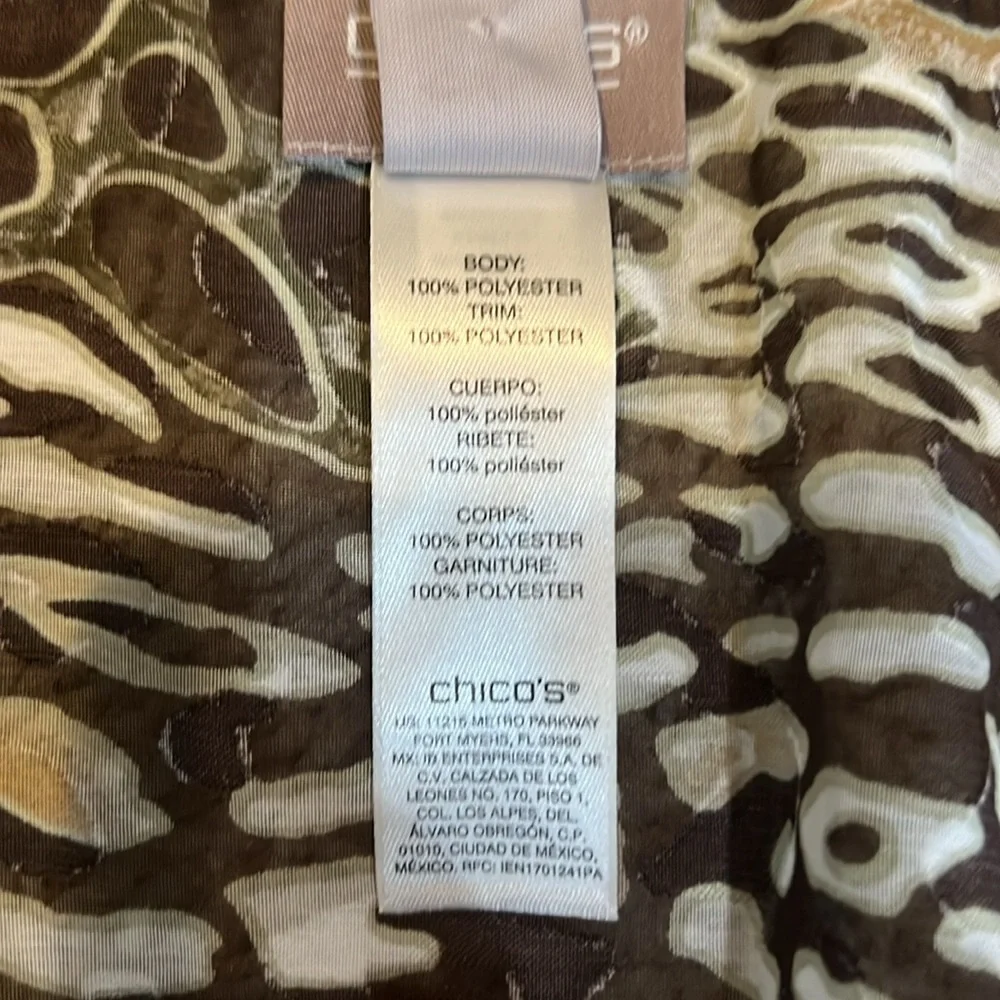 S®
BODY:
100% POLYESTER
TRIM:
100% POLYESTER
CUERPO:
100% poliéster
RIBETE:
100% poliéster
CORPS:
100% POLYESTER
GARNITURE:
100% POLYESTER
chico's®
US: 11215 METRO PARKWAY
FORT MYERS, FL 33966
MX: ID ENTERPRISES S.A. DE
C.V. CALZADA DE LOS
LEONES NO. 170, PISO 1,
COL. LOS ALPES, DEL.
ÁLVARO OBREGÓN, C.P.
01010, CIUDAD DE MÉXICO,
MÉXICO. RFC: IEN1701241PA